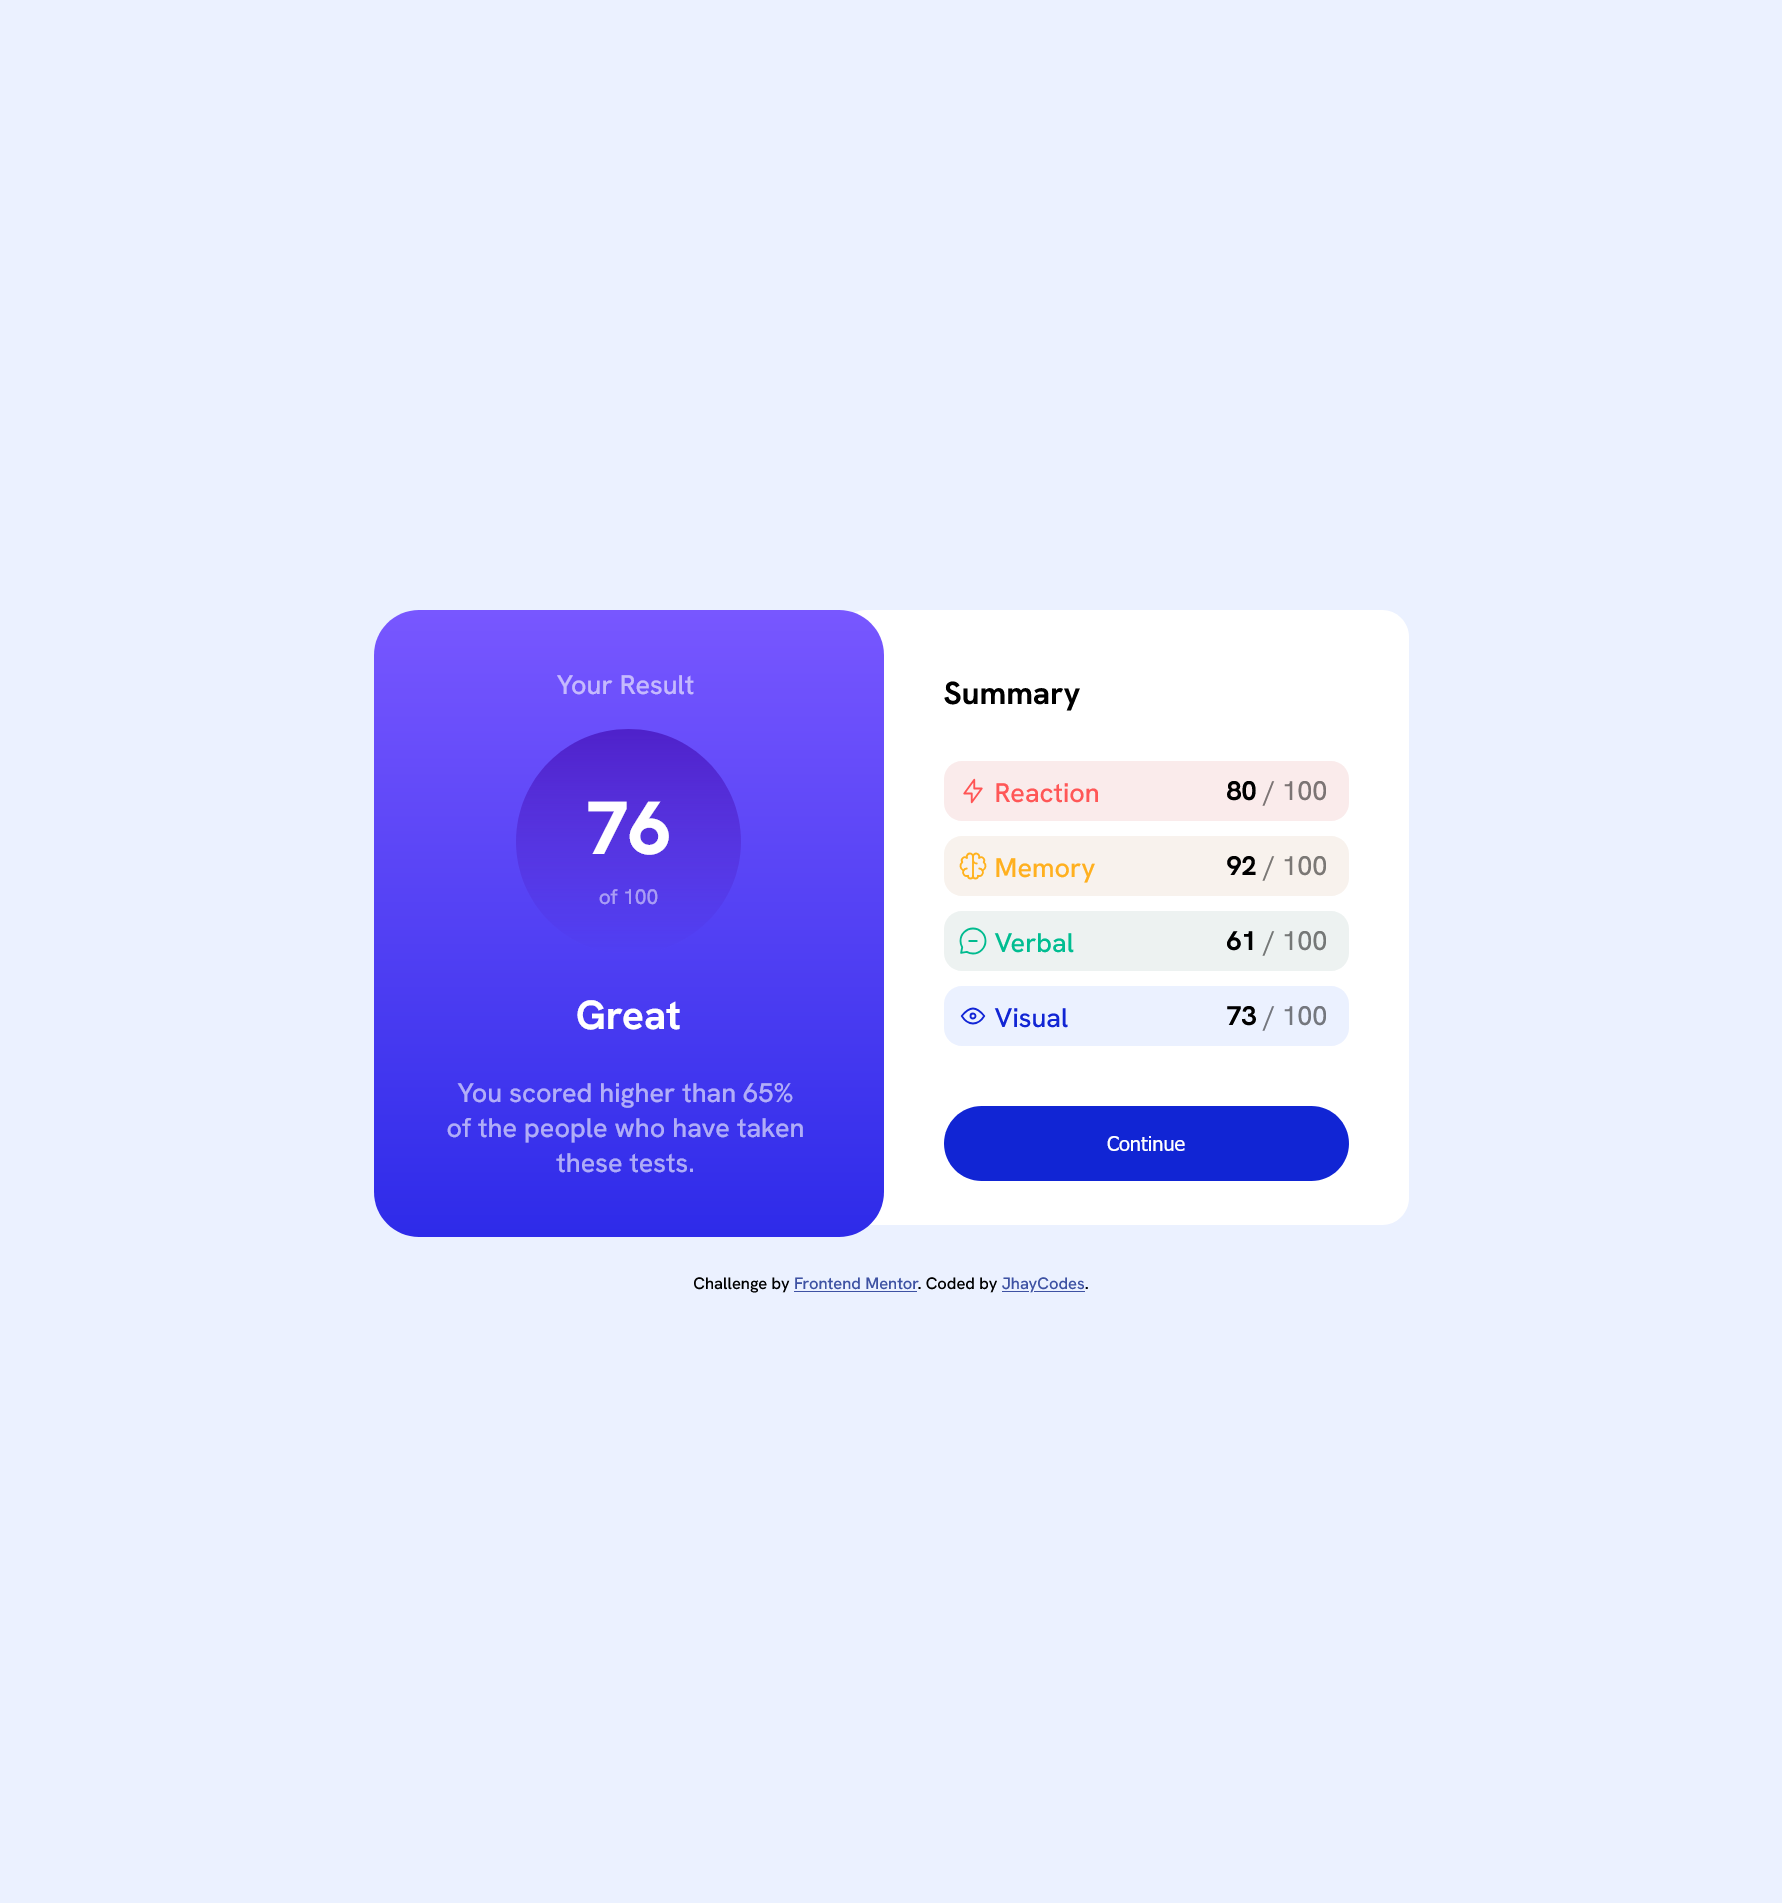 Your Result
76
of 100
Great
You scored higher than 65%
of the people who have taken
these tests.
Summary
Reaction 80 / 100
Memory 92 / 100
Verbal 61 / 100
Visual 73 / 100
Continue
Challenge by Frontend Mentor. Coded by JhayCodes.